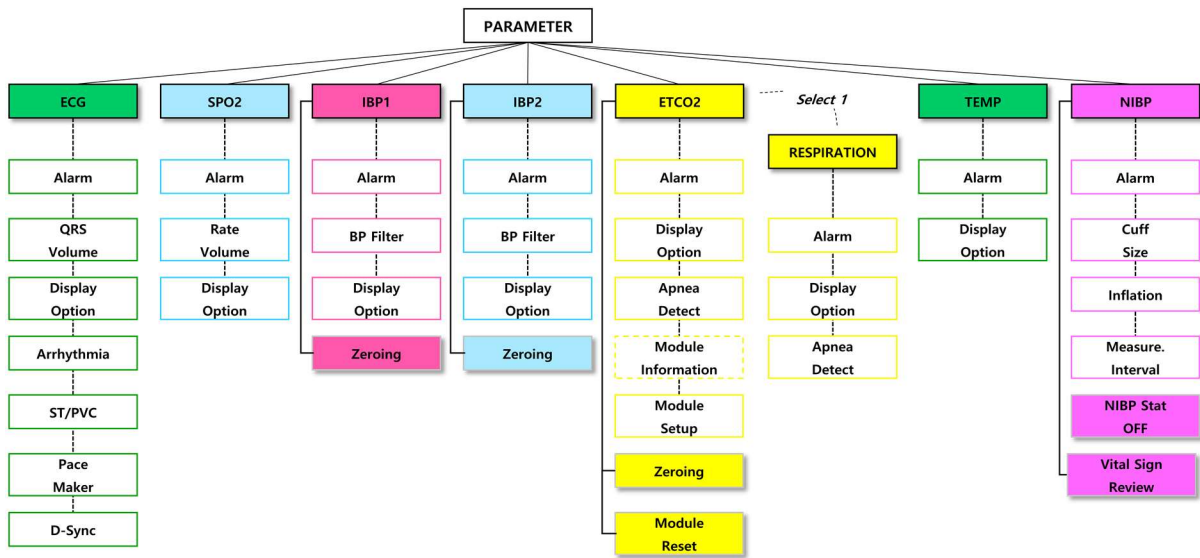 PARAMETER
ECG
SPO2
IBP1
IBP2
ETCO2
Select 1
RESPIRATION
TEMP
NIBP
Alarm
QRS
Volume
Display
Option
Arrhythmia
ST/PVC
Pace
Maker
D-Sync
Alarm
Rate
Volume
Display
Option
Alarm
BP Filter
Display
Option
Zeroing
Alarm
BP Filter
Display
Option
Zeroing
Alarm
Display
Option
Apnea
Detect
Module
Information
Module
Setup
Zeroing
Module
Reset
Alarm
Display
Option
Apnea
Detect
Alarm
Display
Option
Alarm
Cuff
Size
Inflation
Measure.
Interval
NIBP Stat
OFF
Vital Sign
Review